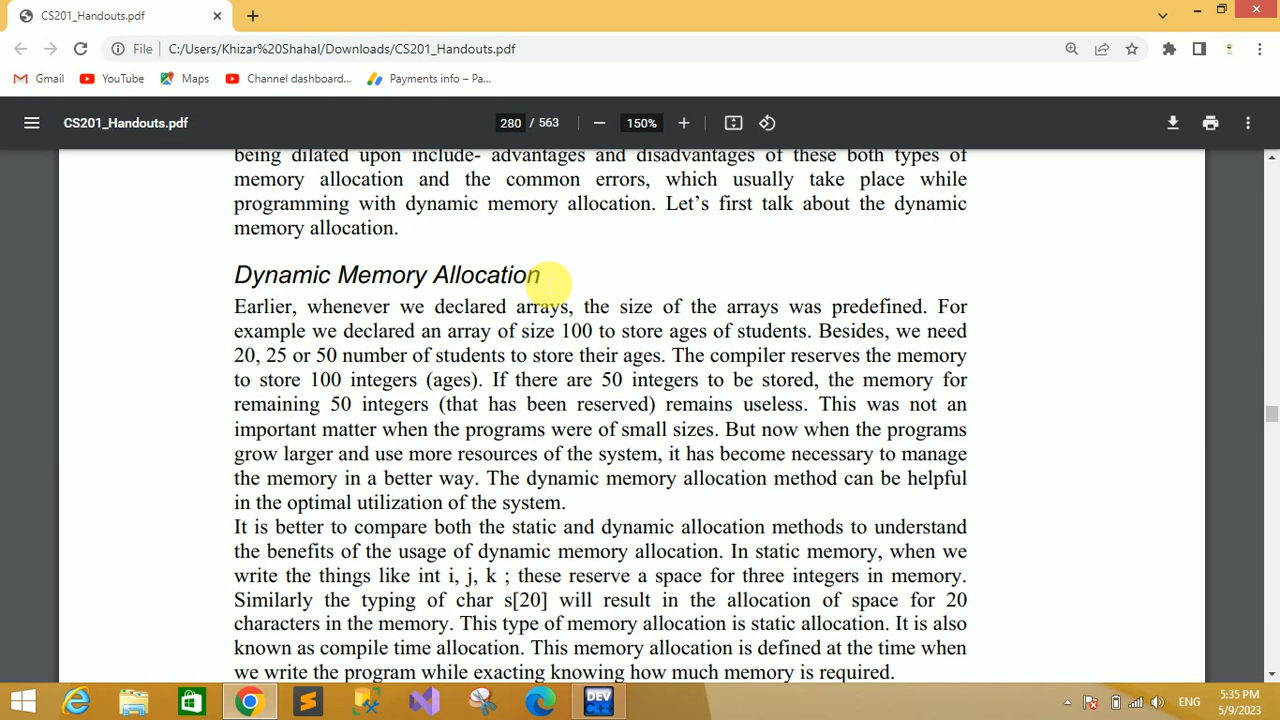 CS201_Handouts.pdf
File
C:/Users/Khizar%20Shahal/Downloads/CS201_Handouts.pdf
Gmail
YouTube
Maps
Channel dashboard...
Payments info – Pa...
CS201_Handouts.pdf
280 / 563
150%
being dilated upon include- advantages and disadvantages of these both types of
memory allocation and the common errors, which usually take place while
programming with dynamic memory allocation. Let’s first talk about the dynamic
memory allocation.
Dynamic Memory Allocation
Earlier, whenever we declared arrays, the size of the arrays was predefined. For
example we declared an array of size 100 to store ages of students. Besides, we need
20, 25 or 50 number of students to store their ages. The compiler reserves the memory
to store 100 integers (ages). If there are 50 integers to be stored, the memory for
remaining 50 integers (that has been reserved) remains useless. This was not an
important matter when the programs were of small sizes. But now when the programs
grow larger and use more resources of the system, it has become necessary to manage
the memory in a better way. The dynamic memory allocation method can be helpful
in the optimal utilization of the system.
It is better to compare both the static and dynamic allocation methods to understand
the benefits of the usage of dynamic memory allocation. In static memory, when we
write the things like int i, j, k ; these reserve a space for three integers in memory.
Similarly the typing of char s[20] will result in the allocation of space for 20
characters in the memory. This type of memory allocation is static allocation. It is also
known as compile time allocation. This memory allocation is defined at the time when
we write the program while exacting knowing how much memory is required.
DEV
ENG
5:35 PM
5/9/2023